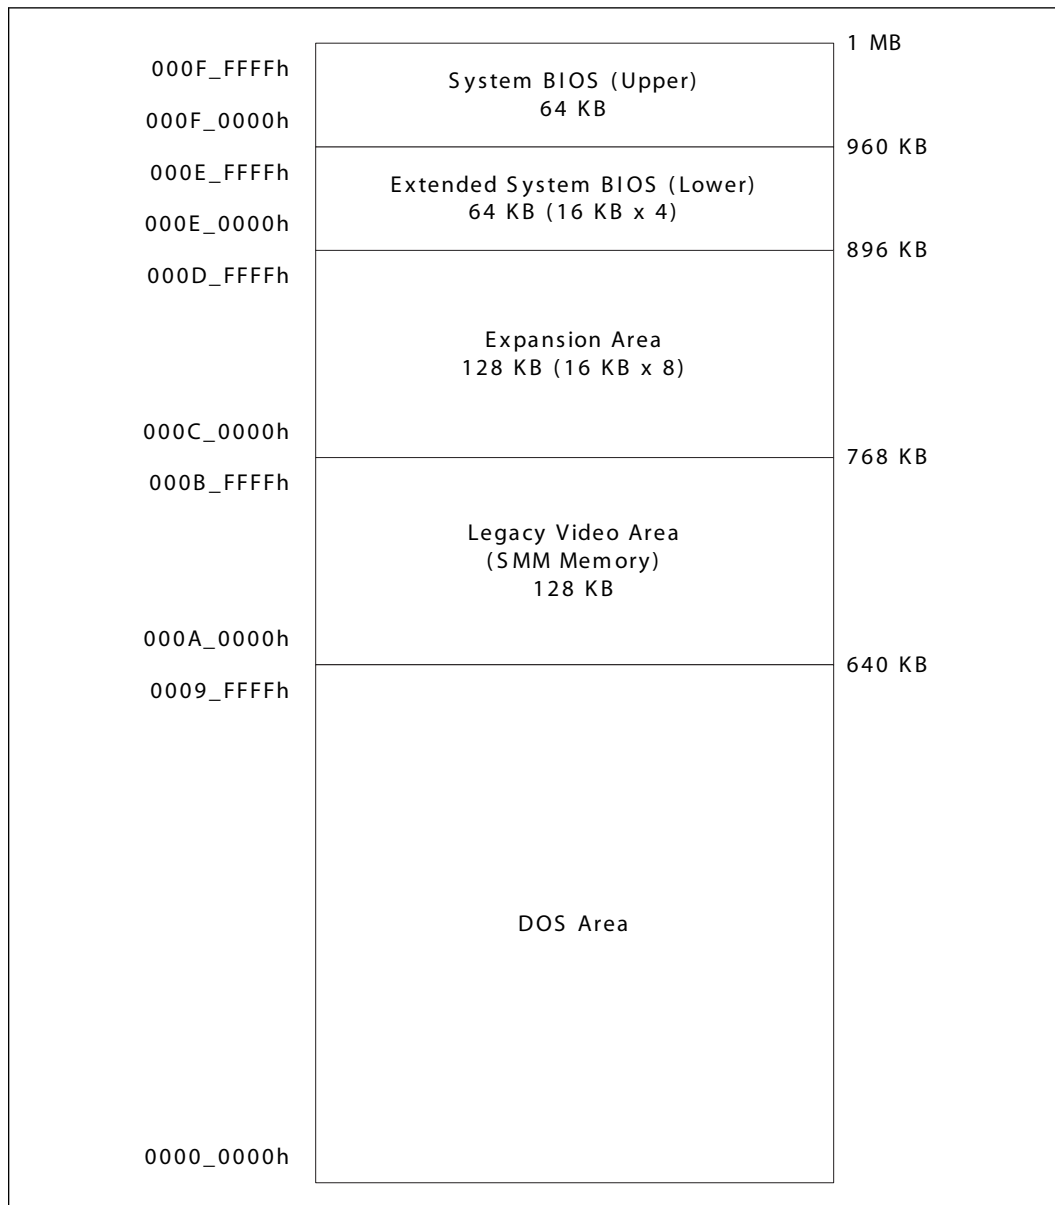 1 MB
000F_FFFFh
System BIOS (Upper)
64 KB
000F_0000h
960 KB
000E_FFFFh
Extended System BIOS (Lower)
64 KB (16 KB x 4)
000E_0000h
896 KB
000D_FFFFh
Expansion Area
128 KB (16 KB x 8)
000C_0000h
768 KB
000B_FFFFh
Legacy Video Area
(SMM Memory)
128 KB
000A_0000h
640 KB
0009_FFFFh
DOS Area
0000_0000h